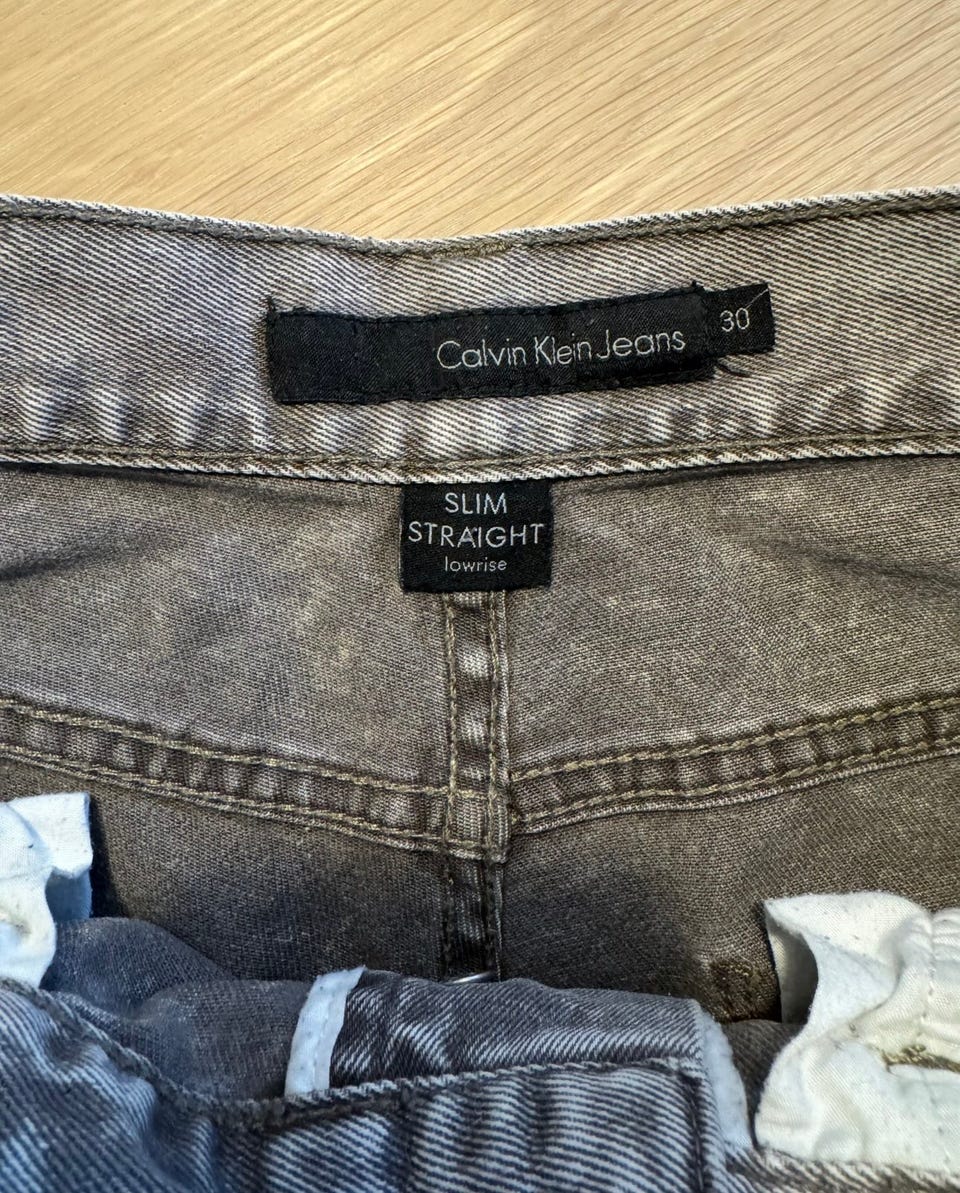 Calvin Klein Jeans
30
SLIM
STRAIGHT
lowrise